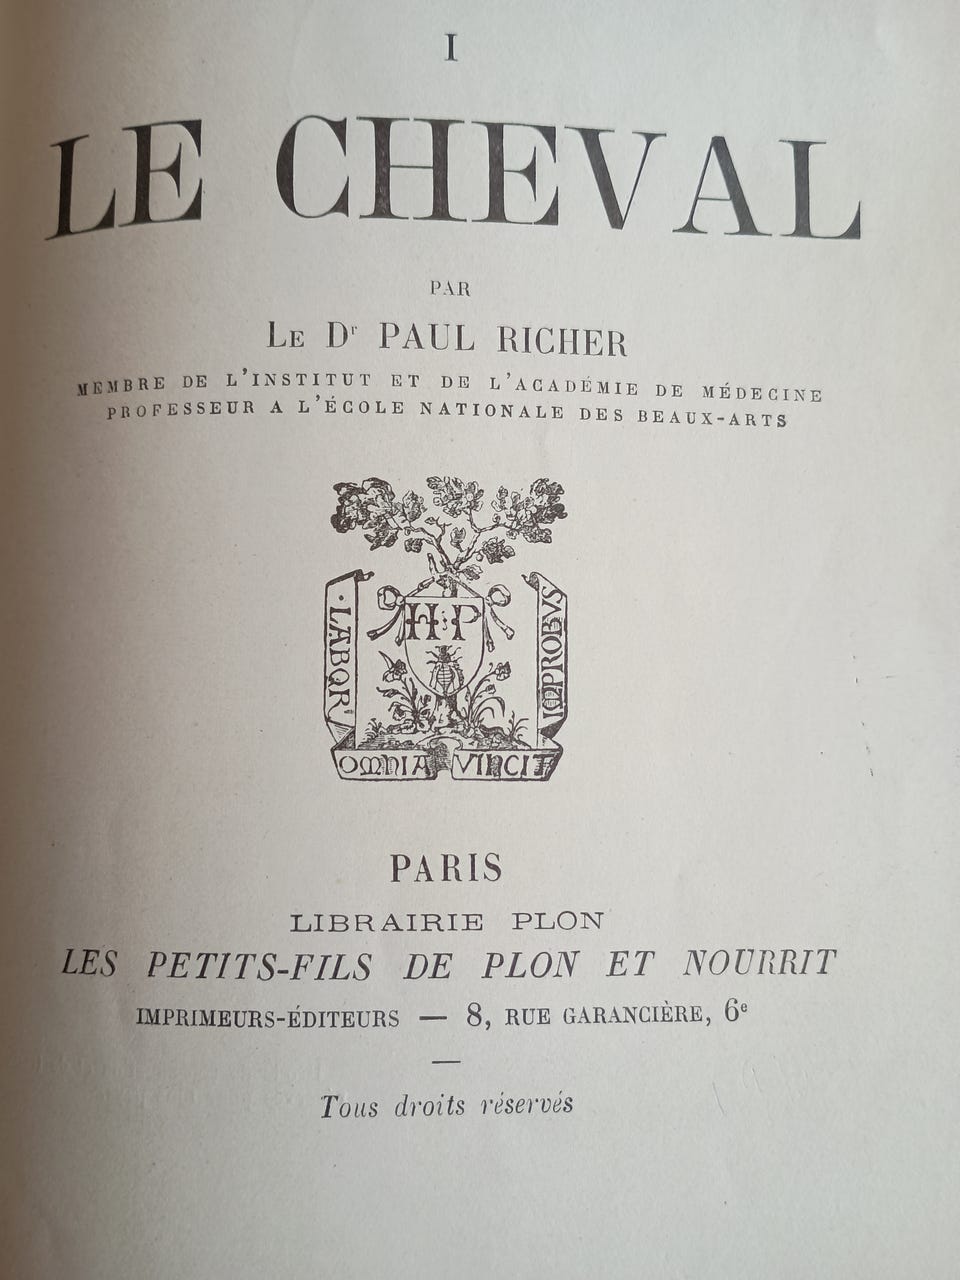 I
LE CHEVAL
PAR
LE Dr PAUL RICHER
MEMBRE DE L'INSTITUT ET DE L'ACADÉMIE DE MÉDECINE
PROFESSEUR A L'ÉCOLE NATIONALE DES BEAUX-ARTS
H·P
·LABOR·
IMPROBVS
OMNIA VINCIT
PARIS
LIBRAIRIE PLON
LES PETITS-FILS DE PLON ET NOURRIT
IMPRIMEURS-ÉDITEURS — 8, RUE GARANCIÈRE, 6e
Tous droits réservés